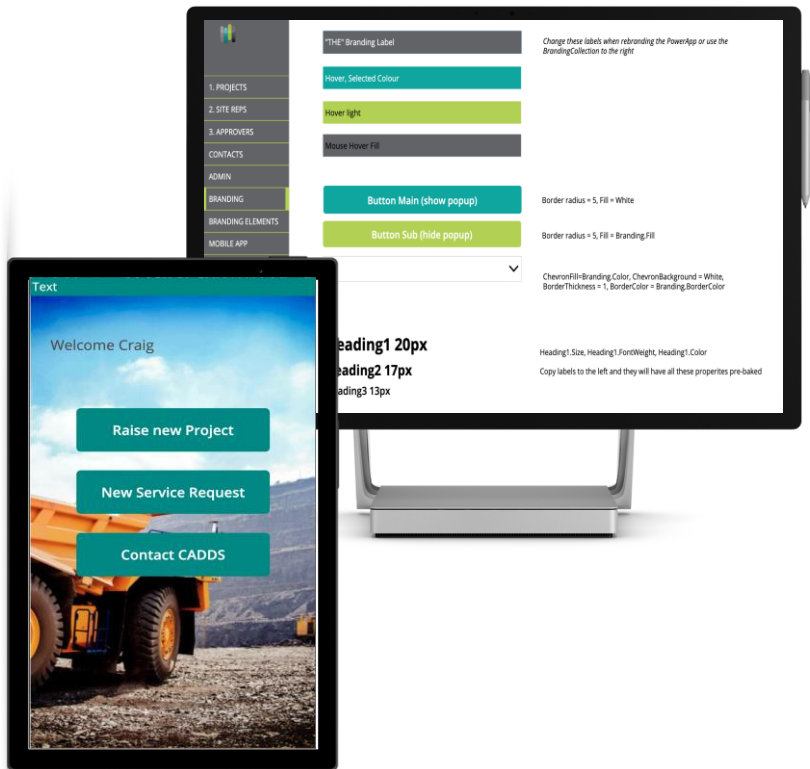 "THE" Branding Label
Change these labels when rebranding the PowerApp or use the
BrandingCollection to the right
Hover, Selected Colour
Hover light
Mouse Hover Fill
1. PROJECTS
2. SITE REPS
3. APPROVERS
CONTACTS
ADMIN
BRANDING
BRANDING ELEMENTS
MOBILE APP
Button Main (show popup)
Border radius = 5, Fill = White
Button Sub (hide popup)
Border radius = 5, Fill = Branding.Fill
ChevronFill=Branding.Color, ChevronBackground = White,
BorderThickness = 1, BorderColor = Branding.BorderColor
eading1 20px
Heading1.Size, Heading1.FontWeight, Heading1.Color
eading2 17px
Copy labels to the left and they will have all these properites pre-baked
ading3 13px
Text
Welcome Craig
Raise new Project
New Service Request
Contact CADDS